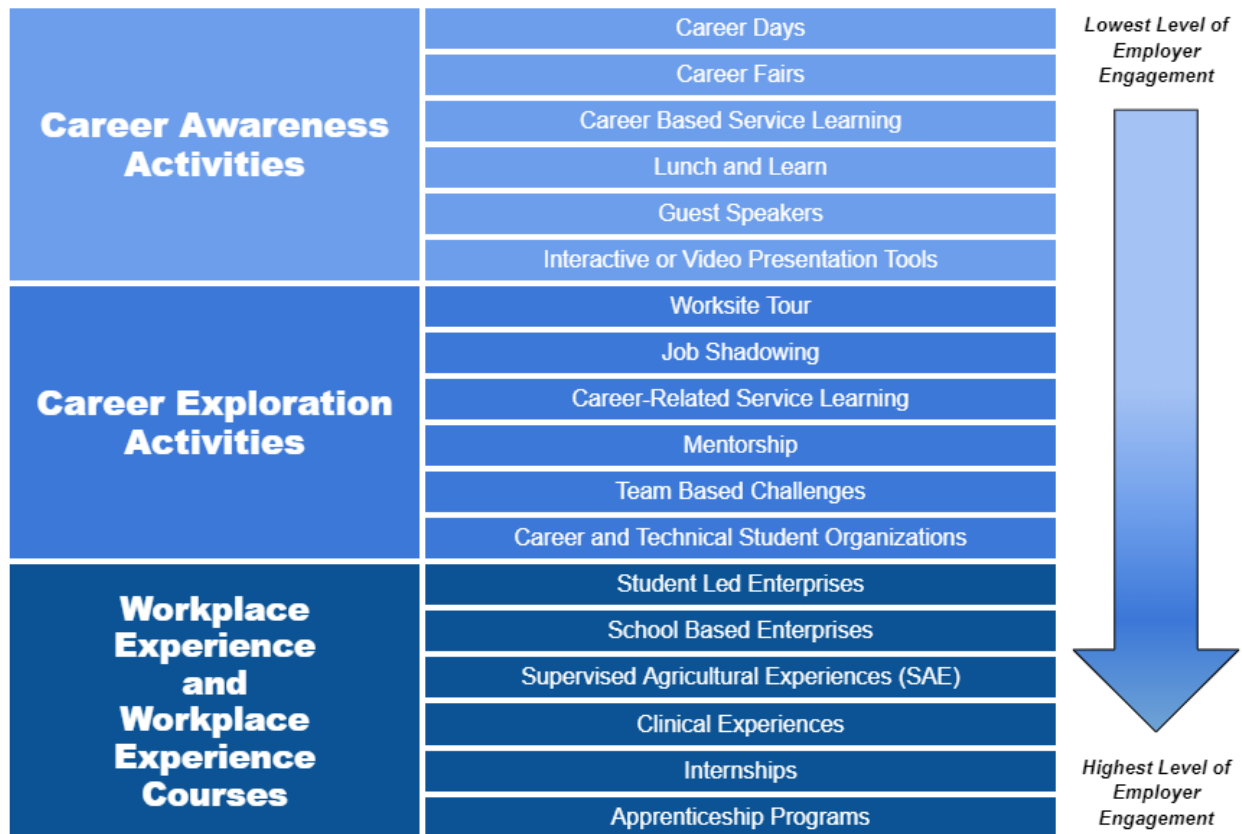 Career Awareness
Activities
Career Days
Career Fairs
Career Based Service Learning
Lunch and Learn
Guest Speakers
Interactive or Video Presentation Tools
Career Exploration
Activities
Worksite Tour
Job Shadowing
Career-Related Service Learning
Mentorship
Team Based Challenges
Career and Technical Student Organizations
Workplace
Experience
and
Workplace
Experience
Courses
Student Led Enterprises
School Based Enterprises
Supervised Agricultural Experiences (SAE)
Clinical Experiences
Internships
Apprenticeship Programs
Lowest Level of
Employer
Engagement
Highest Level of
Employer
Engagement